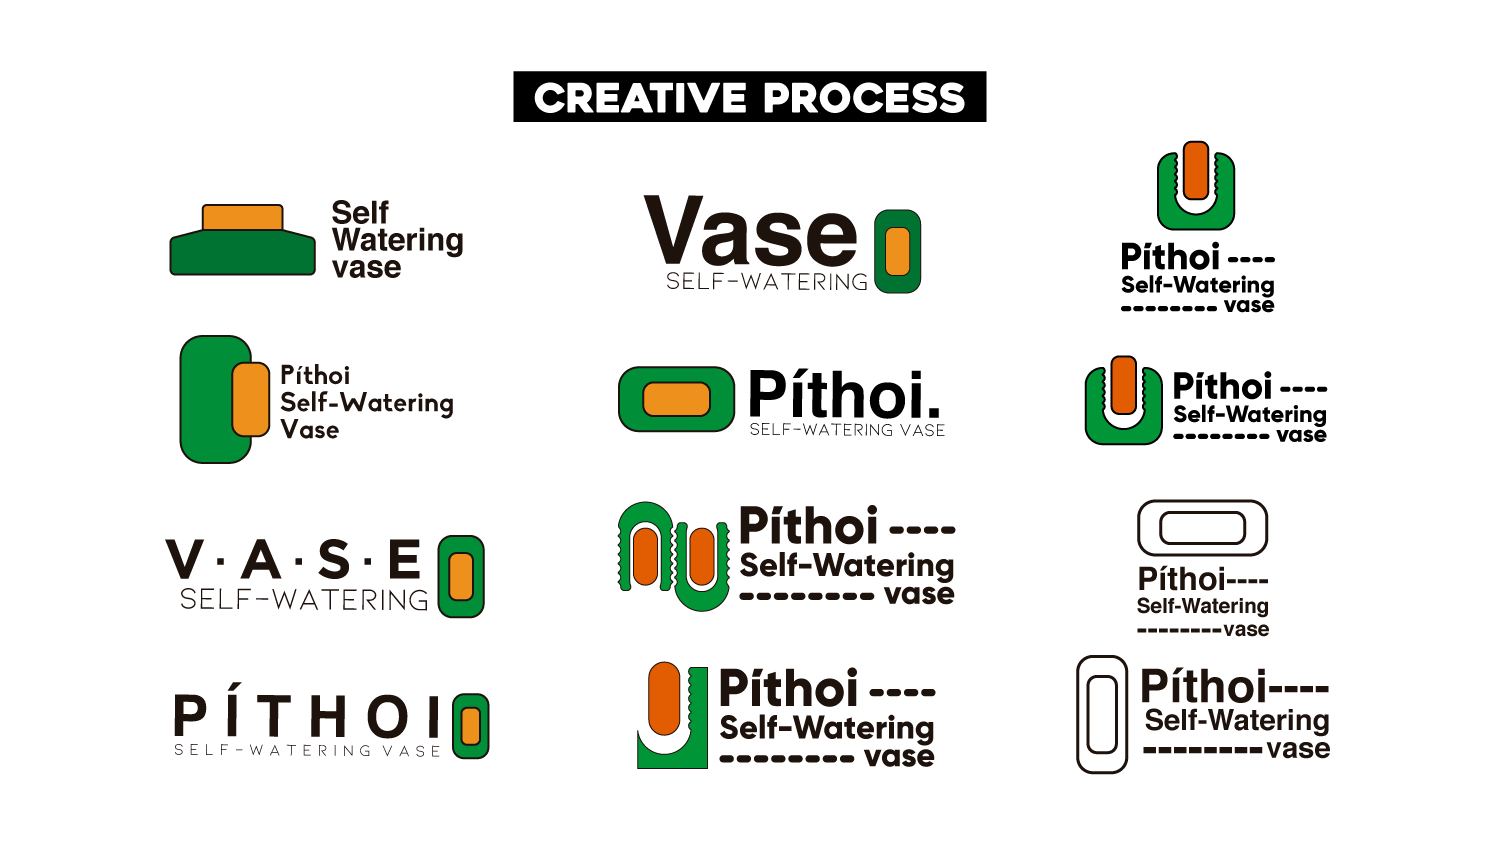 CREATIVE PROCESS
Self
Watering
vase
Píthoi
Self-Watering
Vase
V·A·S·E
SELF-WATERING
PÍTHOI
SELF-WATERING VASE
Vase
SELF-WATERING
Píthoi.
SELF-WATERING VASE
Píthoi ----
Self-Watering
-------- vase
Píthoi ----
Self-Watering
-------- vase
Píthoi ----
Self-Watering
-------- vase
Píthoi ----
Self-Watering
-------- vase
Píthoi----
Self-Watering
--------vase
Píthoi----
Self-Watering
--------vase